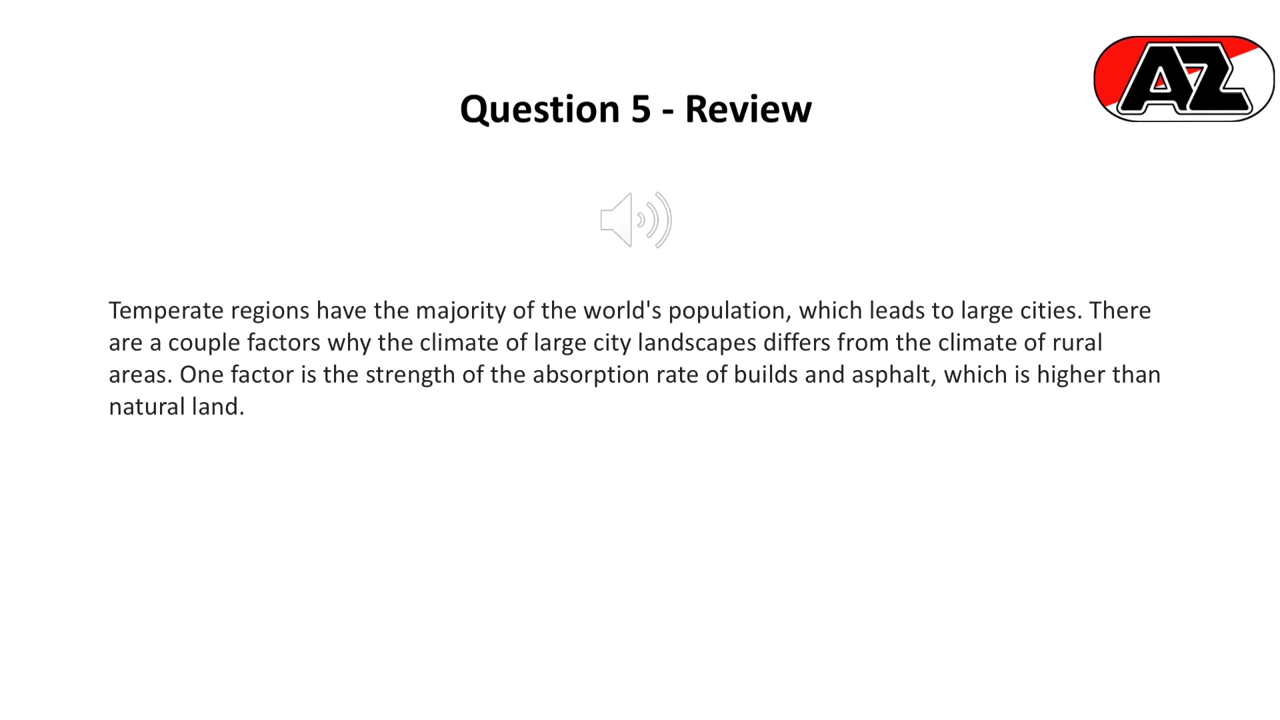 AZ
Question 5 - Review
Temperate regions have the majority of the world's population, which leads to large cities. There
are a couple factors why the climate of large city landscapes differs from the climate of rural
areas. One factor is the strength of the absorption rate of builds and asphalt, which is higher than
natural land.